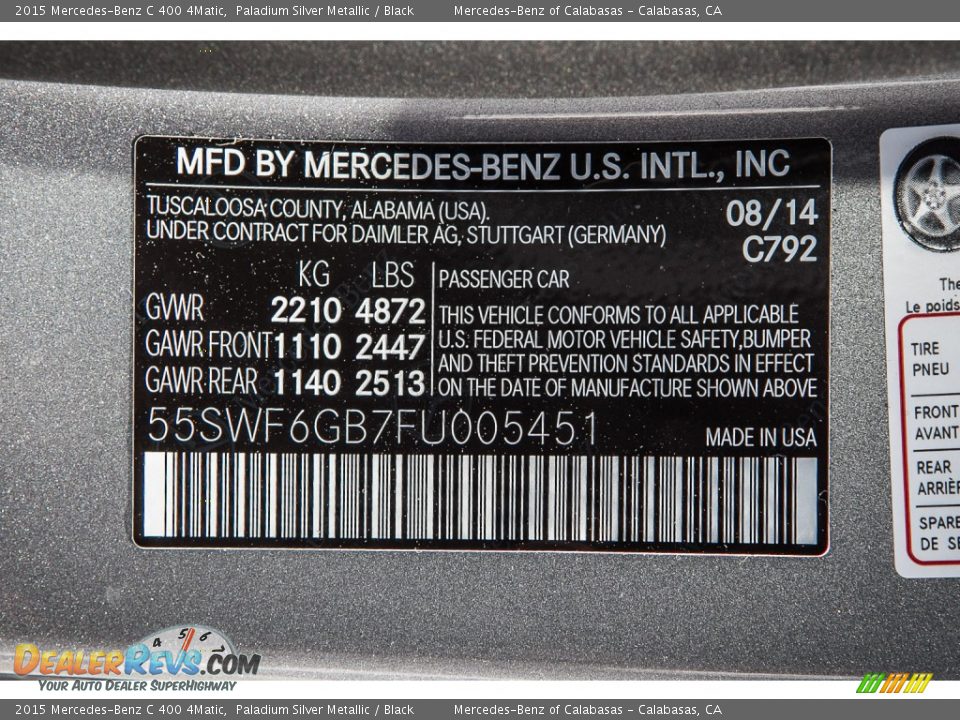 2015 Mercedes-Benz C 400 4Matic, Paladium Silver Metallic / Black Mercedes-Benz of Calabasas - Calabasas, CA
MFD BY MERCEDES-BENZ U.S. INTL., INC
TUSCALOOSA COUNTY, ALABAMA (USA). 08/14
UNDER CONTRACT FOR DAIMLER AG, STUTTGART (GERMANY) C792
KG LBS PASSENGER CAR
GVWR 2210 4872 THIS VEHICLE CONFORMS TO ALL APPLICABLE
U.S. FEDERAL MOTOR VEHICLE SAFETY,BUMPER
GAWR FRONT 1110 2447 AND THEFT PREVENTION STANDARDS IN EFFECT
GAWR REAR 1140 2513 ON THE DATE OF MANUFACTURE SHOWN ABOVE
55SWF6GB7FU005451 MADE IN USA
The
Le poids
TIRE
PNEU
FRONT
AVANT
REAR
ARRIÈR
SPARE
DE SE
4 5 6
DEALERREVS.COM
YOUR AUTO DEALER SUPERHIGHWAY
2015 Mercedes-Benz C 400 4Matic, Paladium Silver Metallic / Black Mercedes-Benz of Calabasas - Calabasas, CA